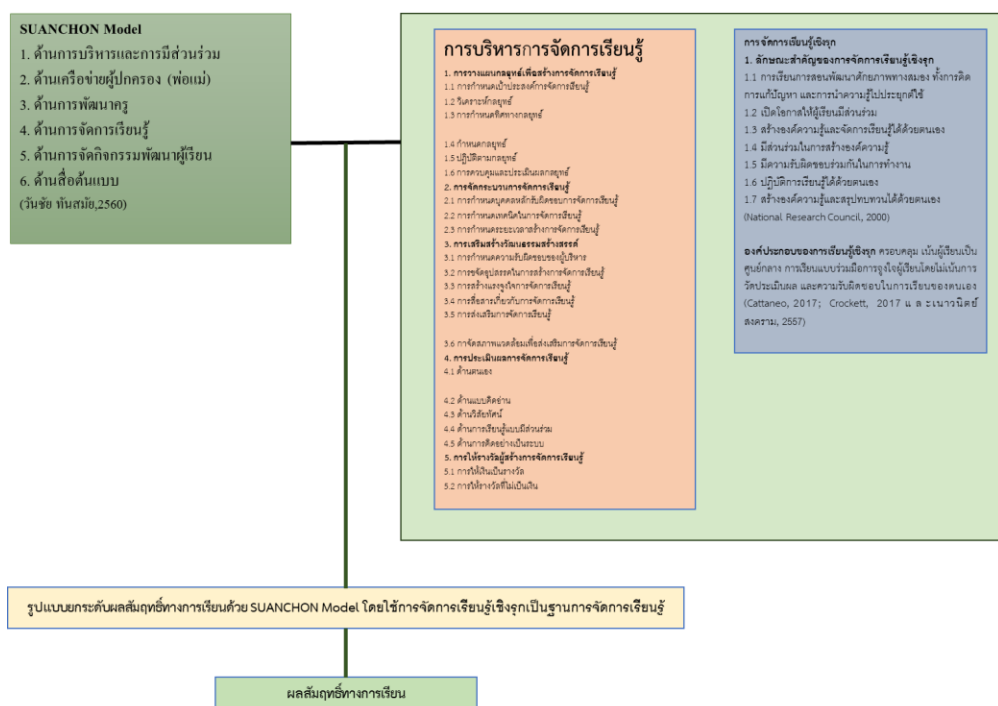 SUANCHON Model
1. ด้านการบริหารและการมีส่วนร่วม
2. ด้านเครือข่ายผู้ปกครอง (พ่อแม่)
3. ด้านการพัฒนาครู
4. ด้านการจัดการเรียนรู้
5. ด้านการจัดกิจกรรมพัฒนาผู้เรียน
6. ด้านสื่อต้นแบบ
(วันชัย ทันสมัย,2560)
การบริหารการจัดการเรียนรู้
1. การวางแผนกลยุทธ์เพื่อสร้างการจัดการเรียนรู้
1.1 การกำหนดเป้าประสงค์การจัดการเรียนรู้
1.2 วิเคราะห์กลยุทธ์
1.3 การกำหนดทิศทางกลยุทธ์
1.4 กำหนดกลยุทธ์
1.5 ปฏิบัติตามกลยุทธ์
1.6 การควบคุมและประเมินผลกลยุทธ์
2. การจัดกระบวนการจัดการเรียนรู้
2.1 การกำหนดบุคคลหลักรับผิดชอบการจัดการเรียนรู้
2.2 การกำหนดเทคนิคในการจัดการเรียนรู้
2.3 การกำหนดระยะเวลาสร้างการจัดการเรียนรู้
3. การเสริมสร้างวัฒนธรรมสร้างสรรค์
3.1 การกำหนดความรับผิดชอบของผู้บริหาร
3.2 การขจัดอุปสรรคในการสร้างการจัดการเรียนรู้
3.3 การสร้างแรงจูงใจการจัดการเรียนรู้
3.4 การสื่อสารเกี่ยวกับการจัดการเรียนรู้
3.5 การส่งเสริมการจัดการเรียนรู้
3.6 กาจัดสภาพแวดล้อมเพื่อส่งเสริมการจัดการเรียนรู้
4. การประเมินผลการจัดการเรียนรู้
4.1 ด้านตนเอง
4.2 ด้านแบบคิดอ่าน
4.3 ด้านวิสัยทัศน์
4.4 ด้านการเรียนรู้แบบมีส่วนร่วม
4.5 ด้านการคิดอย่างเป็นระบบ
5. การให้รางวัลผู้สร้างการจัดการเรียนรู้
5.1 การให้เงินเป็นรางวัล
5.2 การให้รางวัลที่ไม่เป็นเงิน
การจัดการเรียนรู้เชิงรุก
1. ลักษณะสำคัญของการจัดการเรียนรู้เชิงรุก
1.1 การเรียนการสอนพัฒนาศักยภาพทางสมอง ทั้งการคิด
การแก้ปัญหา และการนำความรู้ไปประยุกต์ใช้
1.2 เปิดโอกาสให้ผู้เรียนมีส่วนร่วม
1.3 สร้างองค์ความรู้และจัดการเรียนรู้ได้ด้วยตนเอง
1.4 มีส่วนร่วมในการสร้างองค์ความรู้
1.5 มีความรับผิดชอบร่วมกันในการทำงาน
1.6 ปฏิบัติการเรียนรู้ได้ด้วยตนเอง
1.7 สร้างองค์ความรู้และสรุปทบทวนได้ด้วยตนเอง
(National Research Council, 2000)
องค์ประกอบของการเรียนรู้เชิงรุก ครอบคลุม เน้นผู้เรียนเป็น
ศูนย์กลาง การเรียนแบบร่วมมือการจูงใจผู้เรียนโดยไม่เน้นการ
วัดประเมินผล และความรับผิดชอบในการเรียนของตนเอง
(Cattaneo, 2017; Crockett, 2017 แ ล ะเนาวนิตย์
สงคราม, 2557)
รูปแบบยกระดับผลสัมฤทธิ์ทางการเรียนด้วย SUANCHON Model โดยใช้การจัดการเรียนรู้เชิงรุกเป็นฐานการจัดการเรียนรู้
ผลสัมฤทธิ์ทางการเรียน